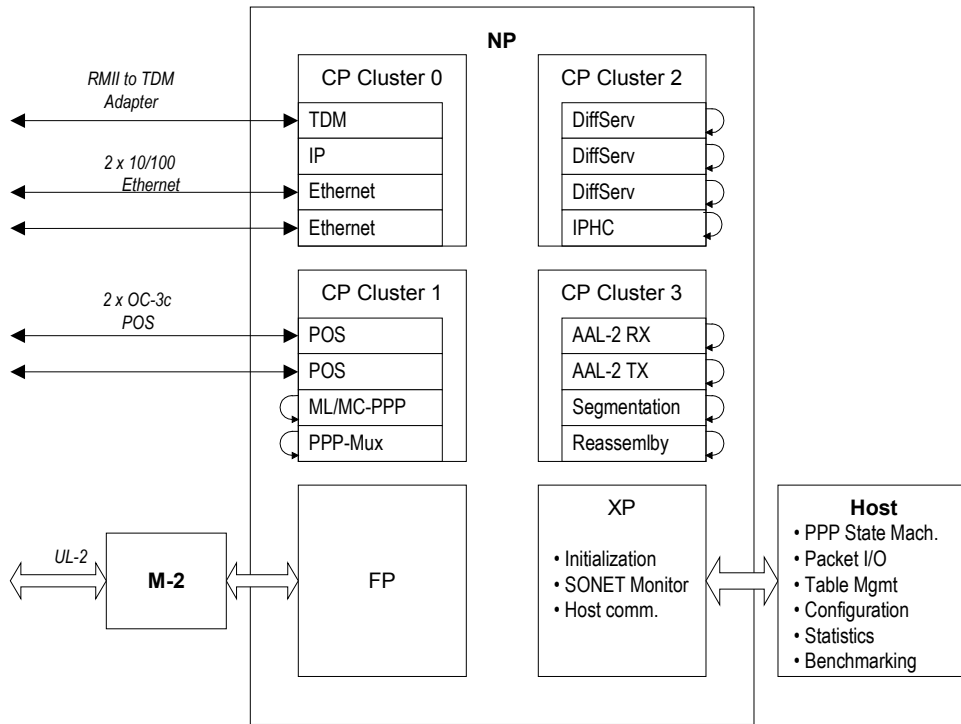 NP
RMII to TDM
Adapter
CP Cluster 0
TDM
IP
Ethernet
Ethernet
2 x 10/100
Ethernet
CP Cluster 2
DiffServ
DiffServ
DiffServ
IPHC
2 x OC-3c
POS
CP Cluster 1
POS
POS
ML/MC-PPP
PPP-Mux
CP Cluster 3
AAL-2 RX
AAL-2 TX
Segmentation
Reassemlby
UL-2
M-2
FP
XP
• Initialization
• SONET Monitor
• Host comm.
Host
• PPP State Mach.
• Packet I/O
• Table Mgmt
• Configuration
• Statistics
• Benchmarking